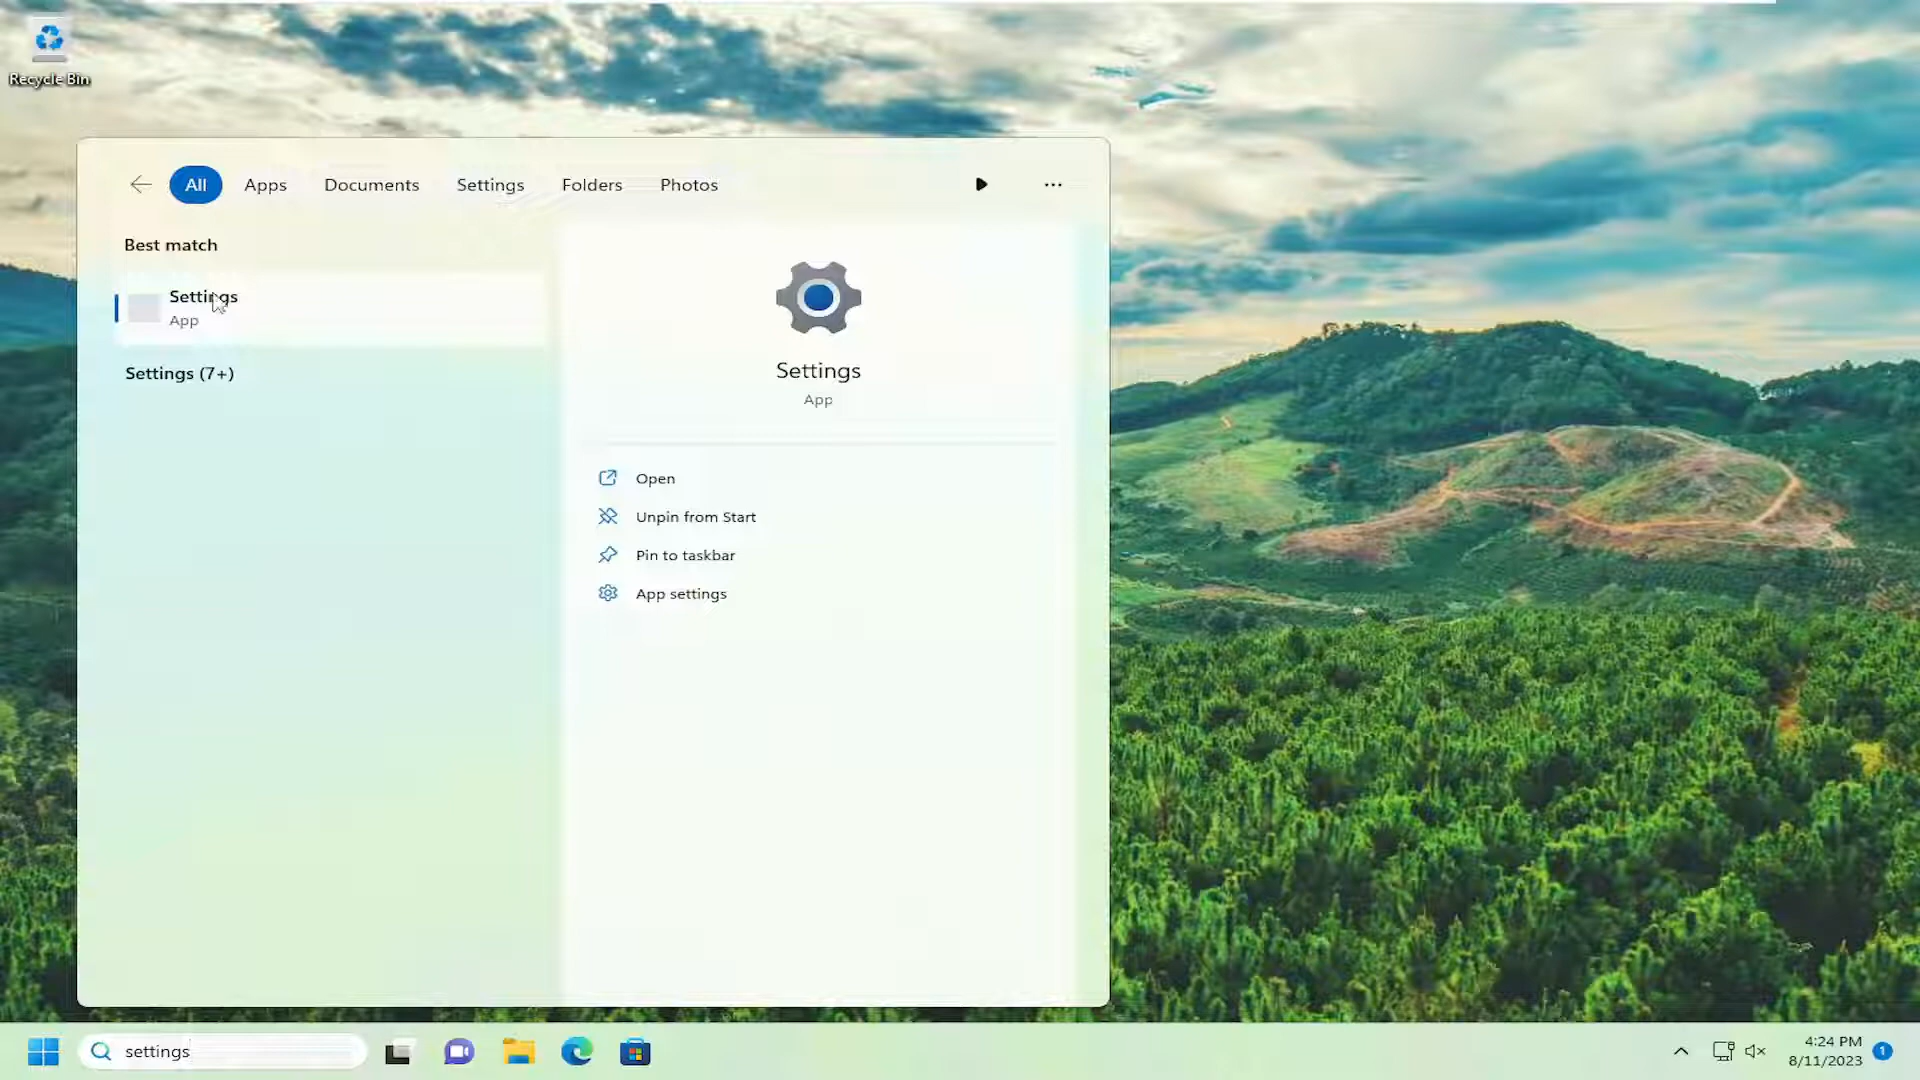 Recycle Bin
All
Apps
Documents
Settings
Folders
Photos
Best match
Settings
App
Settings (7+)
Settings
App
Open
Unpin from Start
Pin to taskbar
App settings
settings
4:24 PM
8/11/2023
1